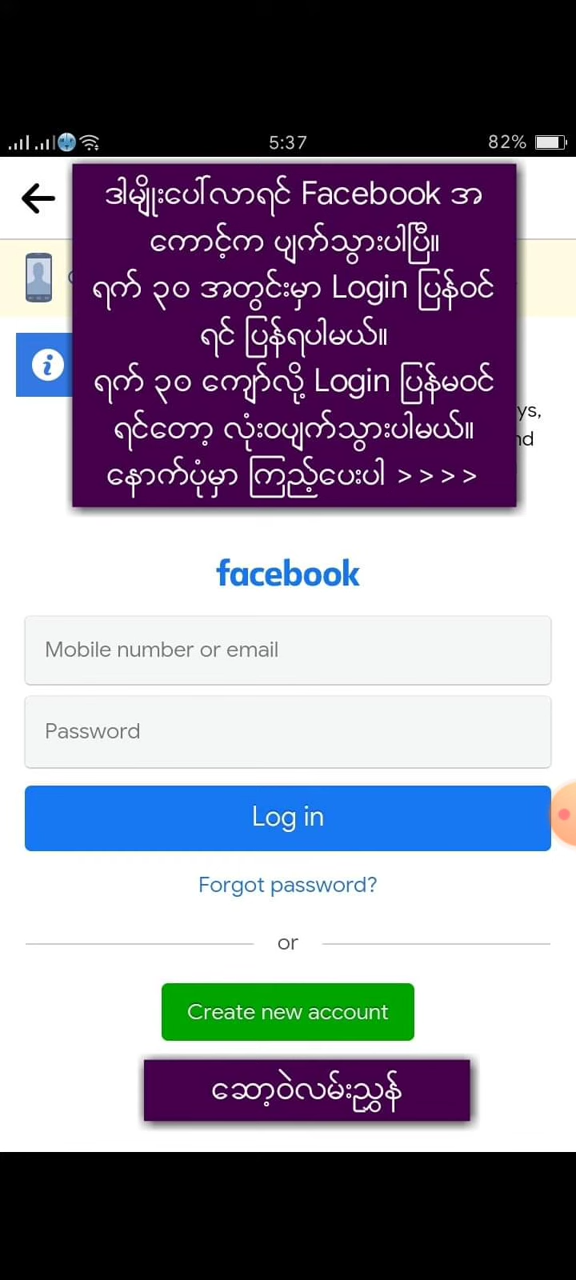 5:37
82%
ဒါမျိုးပေါ်လာရင် Facebook အ
ကောင့်က ပျက်သွားပါပြီ။
ရက် ၃၀ အတွင်းမှာ Login ပြန်ဝင်
ရင် ပြန်ရပါမယ်။
ရက် ၃၀ ကျော်လို့ Login ပြန်မဝင်
ရင်တော့ လုံးဝပျက်သွားပါမယ်။
နောက်ပုံမှာ ကြည့်ပေးပါ >>>>
facebook
Mobile number or email
Password
Log in
Forgot password?
or
Create new account
ဆော့ဝဲလမ်းညွှန်